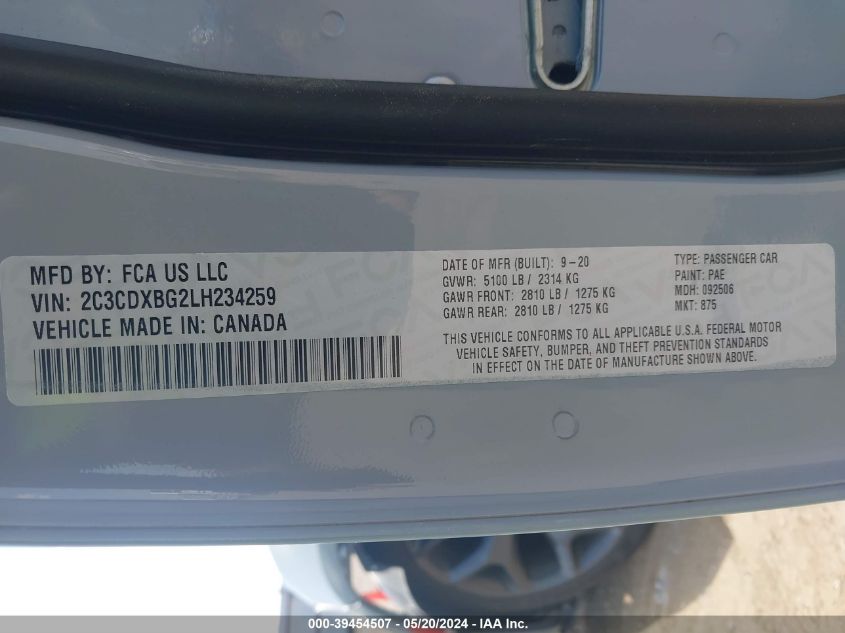 MFD BY: FCA US LLC
VIN: 2C3CDXBG2LH234259
VEHICLE MADE IN: CANADA
DATE OF MFR (BUILT): 9-20
GVWR: 5100 LB / 2314 KG
GAWR FRONT: 2810 LB / 1275 KG
GAWR REAR: 2810 LB / 1275 KG
TYPE: PASSENGER CAR
PAINT: PAE
MDH: 092506
MKT: 875
THIS VEHICLE CONFORMS TO ALL APPLICABLE U.S.A. FEDERAL MOTOR
VEHICLE SAFETY, BUMPER, AND THEFT PREVENTION STANDARDS
IN EFFECT ON THE DATE OF MANUFACTURE SHOWN ABOVE.
000-39454507 - 05/20/2024 - IAA Inc.